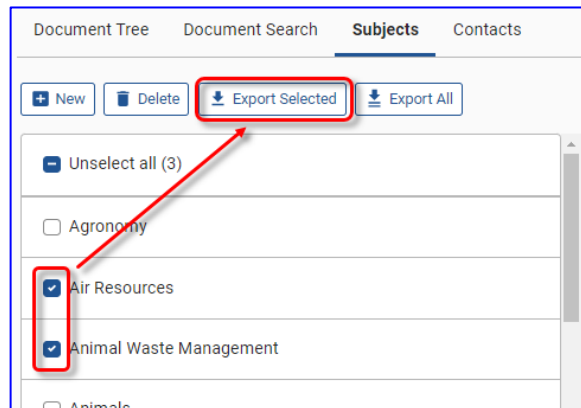 Document Tree Document Search Subjects Contacts
New Delete Export Selected Export All
Unselect all (3)
Agronomy
Air Resources
Animal Waste Management
Animals